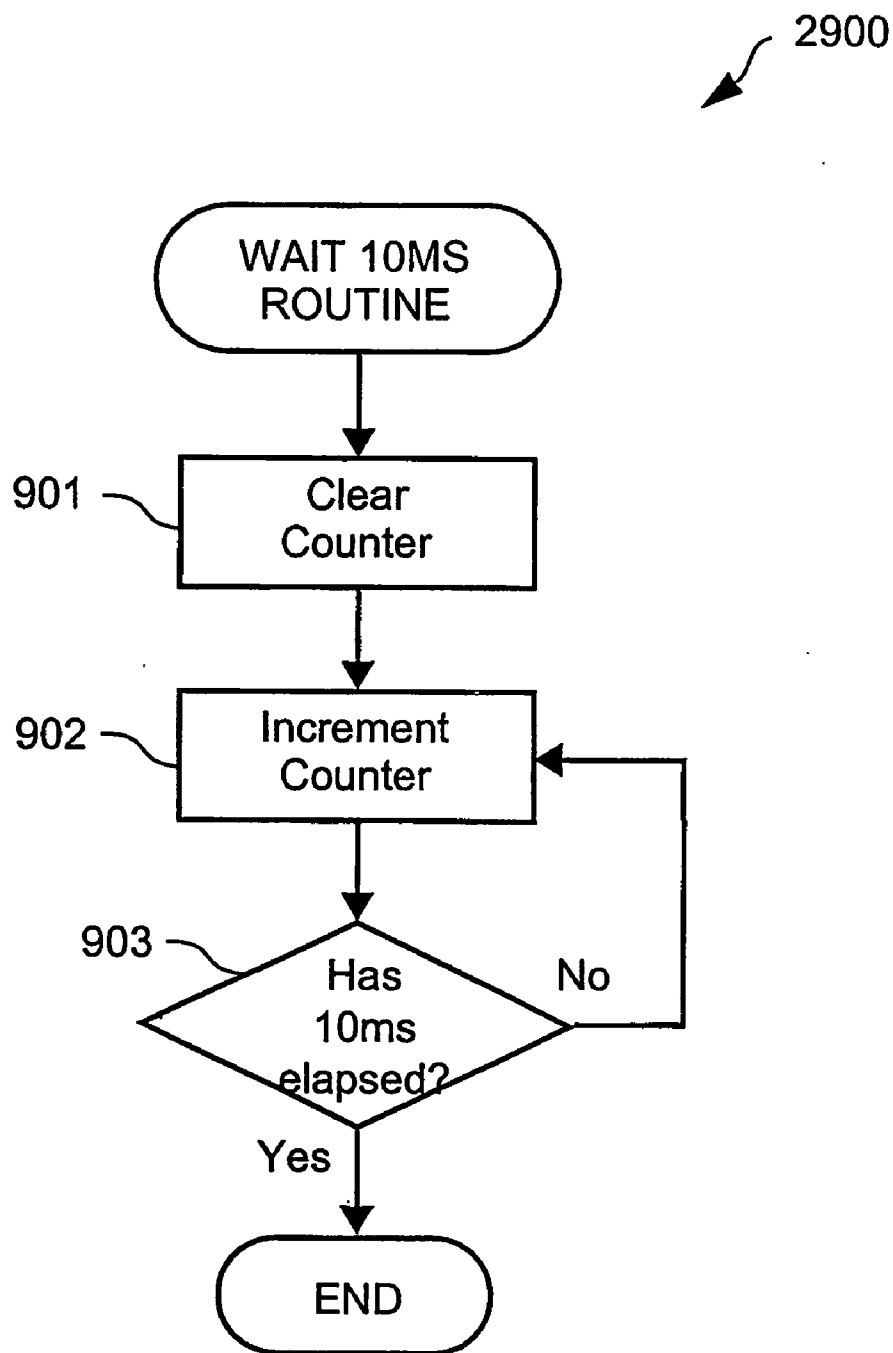 2900
WAIT 10MS
ROUTINE
901
Clear
Counter
902
Increment
Counter
903
Has
10ms
elapsed?
No
Yes
END